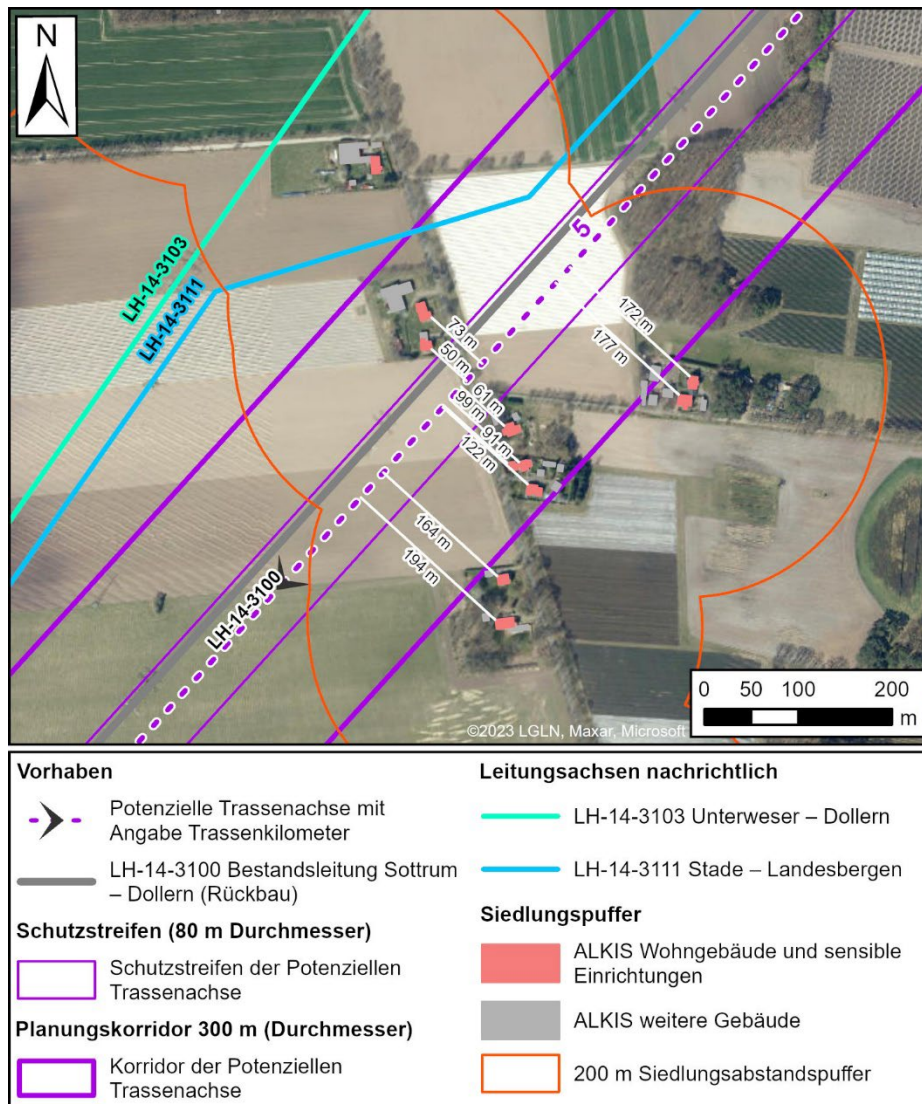 N
LH-14-3103
LH-14-3111
5
172 m
177 m
73 m
50 m
61 m
99 m
91 m
122 m
164 m
194 m
LH-14-3100
0 50 100 200
m
©2023 LGLN, Maxar, Microsoft
Vorhaben
Potenzielle Trassenachse mit
Angabe Trassenkilometer
LH-14-3100 Bestandsleitung Sottrum
– Dollern (Rückbau)
Schutzstreifen (80 m Durchmesser)
Schutzstreifen der Potenziellen
Trassenachse
Planungskorridor 300 m (Durchmesser)
Korridor der Potenziellen
Trassenachse
Leitungsachsen nachrichtlich
LH-14-3103 Unterweser – Dollern
LH-14-3111 Stade – Landesbergen
Siedlungspuffer
ALKIS Wohngebäude und sensible
Einrichtungen
ALKIS weitere Gebäude
200 m Siedlungsabstandspuffer